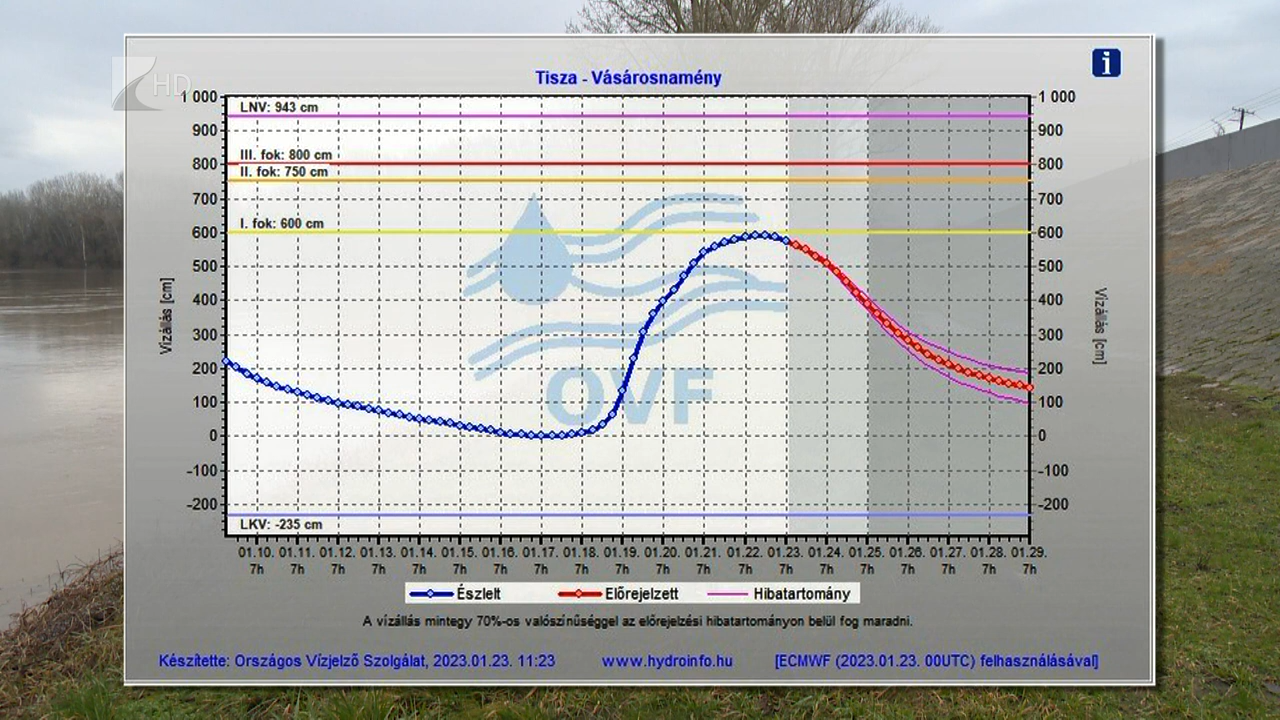 HD
i
Tisza - Vásárosnamény
1 000 1 000
LNV: 943 cm
900 900
III. fok: 800 cm
800 800
II. fok: 750 cm
700 700
I. fok: 600 cm
600 600
500 500
400 400
300 300
200 200
100 100
0 0
-100 -100
-200 -200
Vízállás [cm]
Vízállás [cm]
OVF
LKV: -235 cm
01.10. 01.11. 01.12. 01.13. 01.14. 01.15. 01.16. 01.17. 01.18. 01.19. 01.20. 01.21. 01.22. 01.23. 01.24. 01.25. 01.26. 01.27. 01.28. 01.29.
7h 7h 7h 7h 7h 7h 7h 7h 7h 7h 7h 7h 7h 7h 7h 7h 7h 7h 7h 7h
Észlelt Előrejelzett Hibatartomány
A vízállás mintegy 70%-os valószínűséggel az előrejelzési hibatartományon belül fog maradni.
Készítette: Országos Vízjelző Szolgálat, 2023.01.23. 11:23 www.hydroinfo.hu [ECMWF (2023.01.23. 00UTC) felhasználásával]